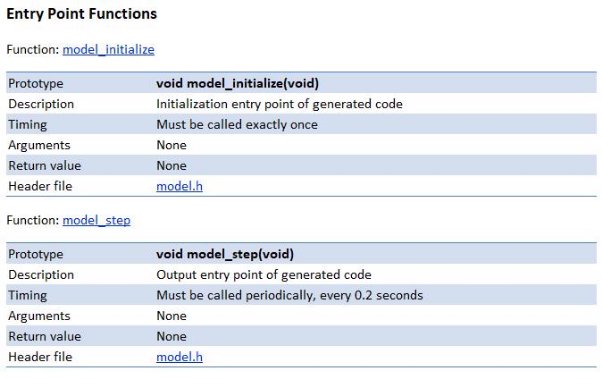 Entry Point Functions
Function: model_initialize
Prototype void model_initialize(void)
Description Initialization entry point of generated code
Timing Must be called exactly once
Arguments None
Return value None
Header file model.h
Function: model_step
Prototype void model_step(void)
Description Output entry point of generated code
Timing Must be called periodically, every 0.2 seconds
Arguments None
Return value None
Header file model.h